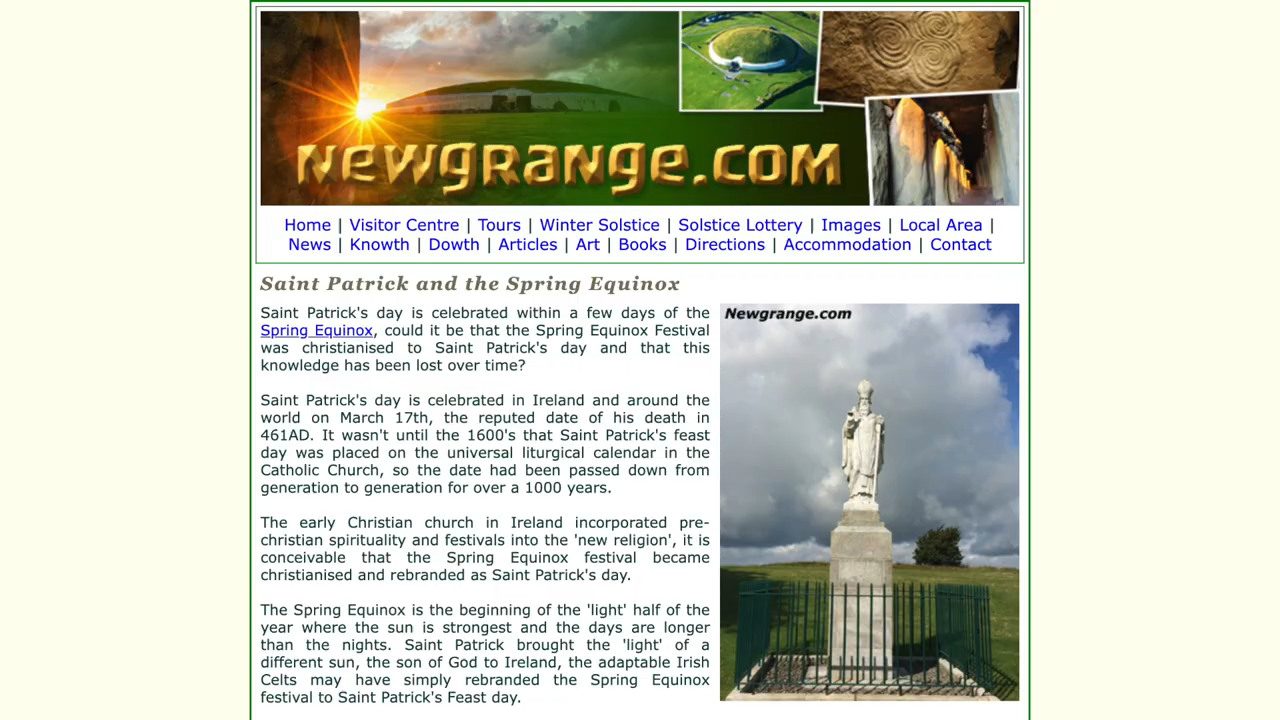 Newgrange.com
Home | Visitor Centre | Tours | Winter Solstice | Solstice Lottery | Images | Local Area |
News | Knowth | Dowth | Articles | Art | Books | Directions | Accommodation | Contact
Saint Patrick and the Spring Equinox
Saint Patrick's day is celebrated within a few days of the
Spring Equinox, could it be that the Spring Equinox Festival
was christianised to Saint Patrick's day and that this
knowledge has been lost over time?
Saint Patrick's day is celebrated in Ireland and around the
world on March 17th, the reputed date of his death in
461AD. It wasn't until the 1600's that Saint Patrick's feast
day was placed on the universal liturgical calendar in the
Catholic Church, so the date had been passed down from
generation to generation for over a 1000 years.
The early Christian church in Ireland incorporated pre-
christian spirituality and festivals into the 'new religion', it is
conceivable that the Spring Equinox festival became
christianised and rebranded as Saint Patrick's day.
The Spring Equinox is the beginning of the 'light' half of the
year where the sun is strongest and the days are longer
than the nights. Saint Patrick brought the 'light' of a
different sun, the son of God to Ireland, the adaptable Irish
Celts may have simply rebranded the Spring Equinox
festival to Saint Patrick's Feast day.
Newgrange.com